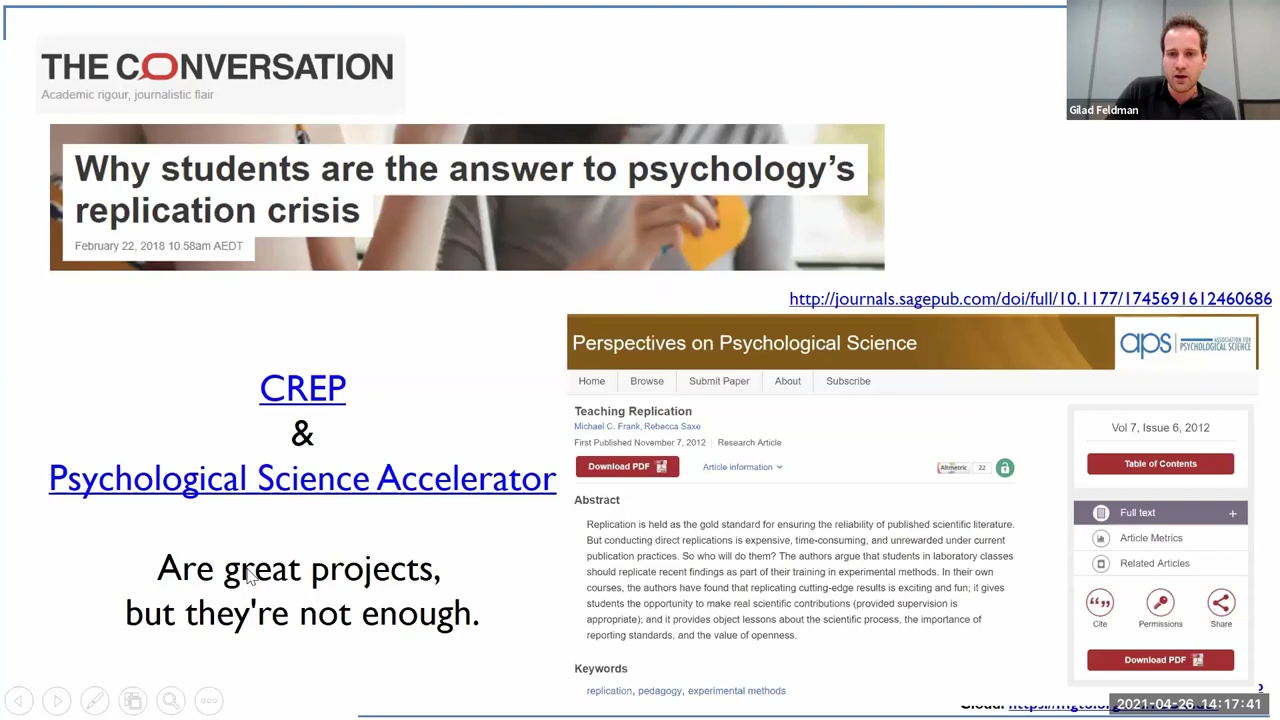 THE CONVERSATION
Academic rigour, journalistic flair
Gilad Feldman
Why students are the answer to psychology's
replication crisis
February 22, 2018 10.58am AEDT
http://journals.sagepub.com/doi/full/10.1177/1745691612460686
Perspectives on Psychological Science
aps
ASSOCIATION FOR
PSYCHOLOGICAL SCIENCE
Home Browse Submit Paper About Subscribe
CREP
&
Psychological Science Accelerator
Are great projects,
but they're not enough.
Teaching Replication
Michael C. Frank, Rebecca Saxe
First Published November 7, 2012 Research Article
Download PDF Article information
Altmetric 22
Abstract
Replication is held as the gold standard for ensuring the reliability of published scientific literature.
But conducting direct replications is expensive, time-consuming, and unrewarded under current
publication practices. So who will do them? The authors argue that students in laboratory classes
should replicate recent findings as part of their training in experimental methods. In their own
courses, the authors have found that replicating cutting-edge results is exciting and fun; it gives
students the opportunity to make real scientific contributions (provided supervision is
appropriate); and it provides object lessons about the scientific process, the importance of
reporting standards, and the value of openness.
Keywords
replication, pedagogy, experimental methods
Vol 7, Issue 6, 2012
Table of Contents
Full text +
Article Metrics
Related Articles
Cite Permissions Share
Download PDF
2021-04-26 14:17:41